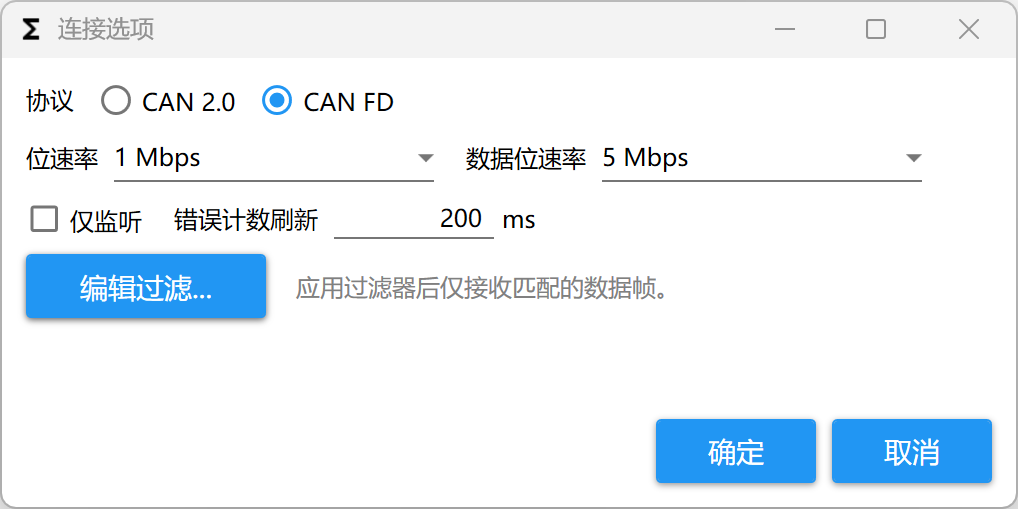 连接选项
协议 CAN 2.0 CAN FD
位速率 1 Mbps 数据位速率 5 Mbps
仅监听 错误计数刷新 200 ms
编辑过滤... 应用过滤器后仅接收匹配的数据帧。
确定 取消